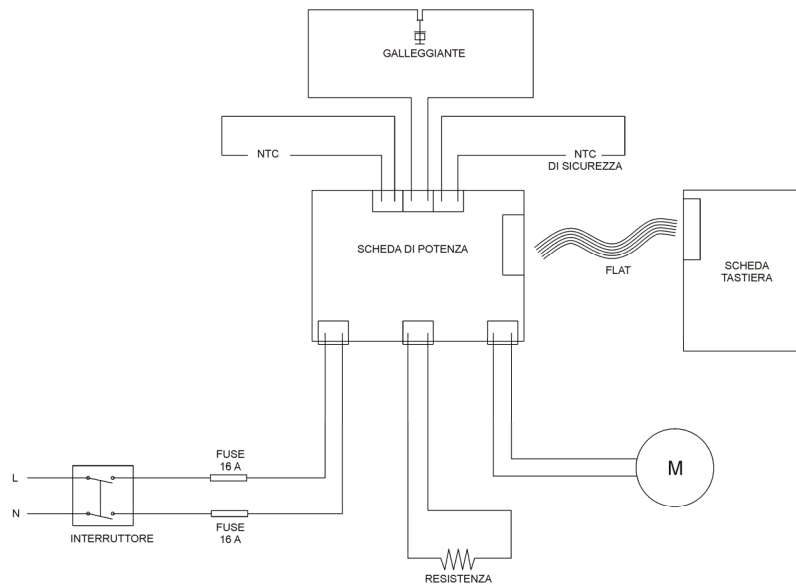 GALLEGGIANTE
NTC
NTC
DI SICUREZZA
SCHEDA DI POTENZA
FLAT
SCHEDA
TASTIERA
FUSE
16 A
L
M
N
FUSE
16 A
INTERRUTTORE
RESISTENZA